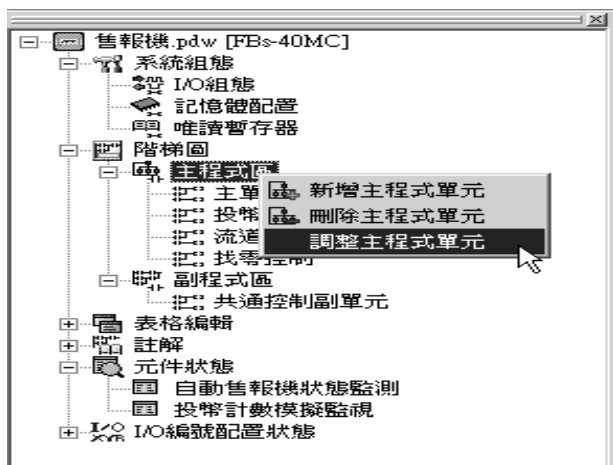 售報機.pdw [FBs-40MC]
系統組態
I/O組態
記憶體配置
唯讀暫存器
階梯圖
主程式區
主單
新增主程式單元
投幣
刪除主程式單元
流道
調整主程式單元
找零控制
副程式區
共通控制副單元
表格編輯
註解
元件狀態
自動售報機狀態監測
投幣計數模擬監視
I/O編號配置狀態